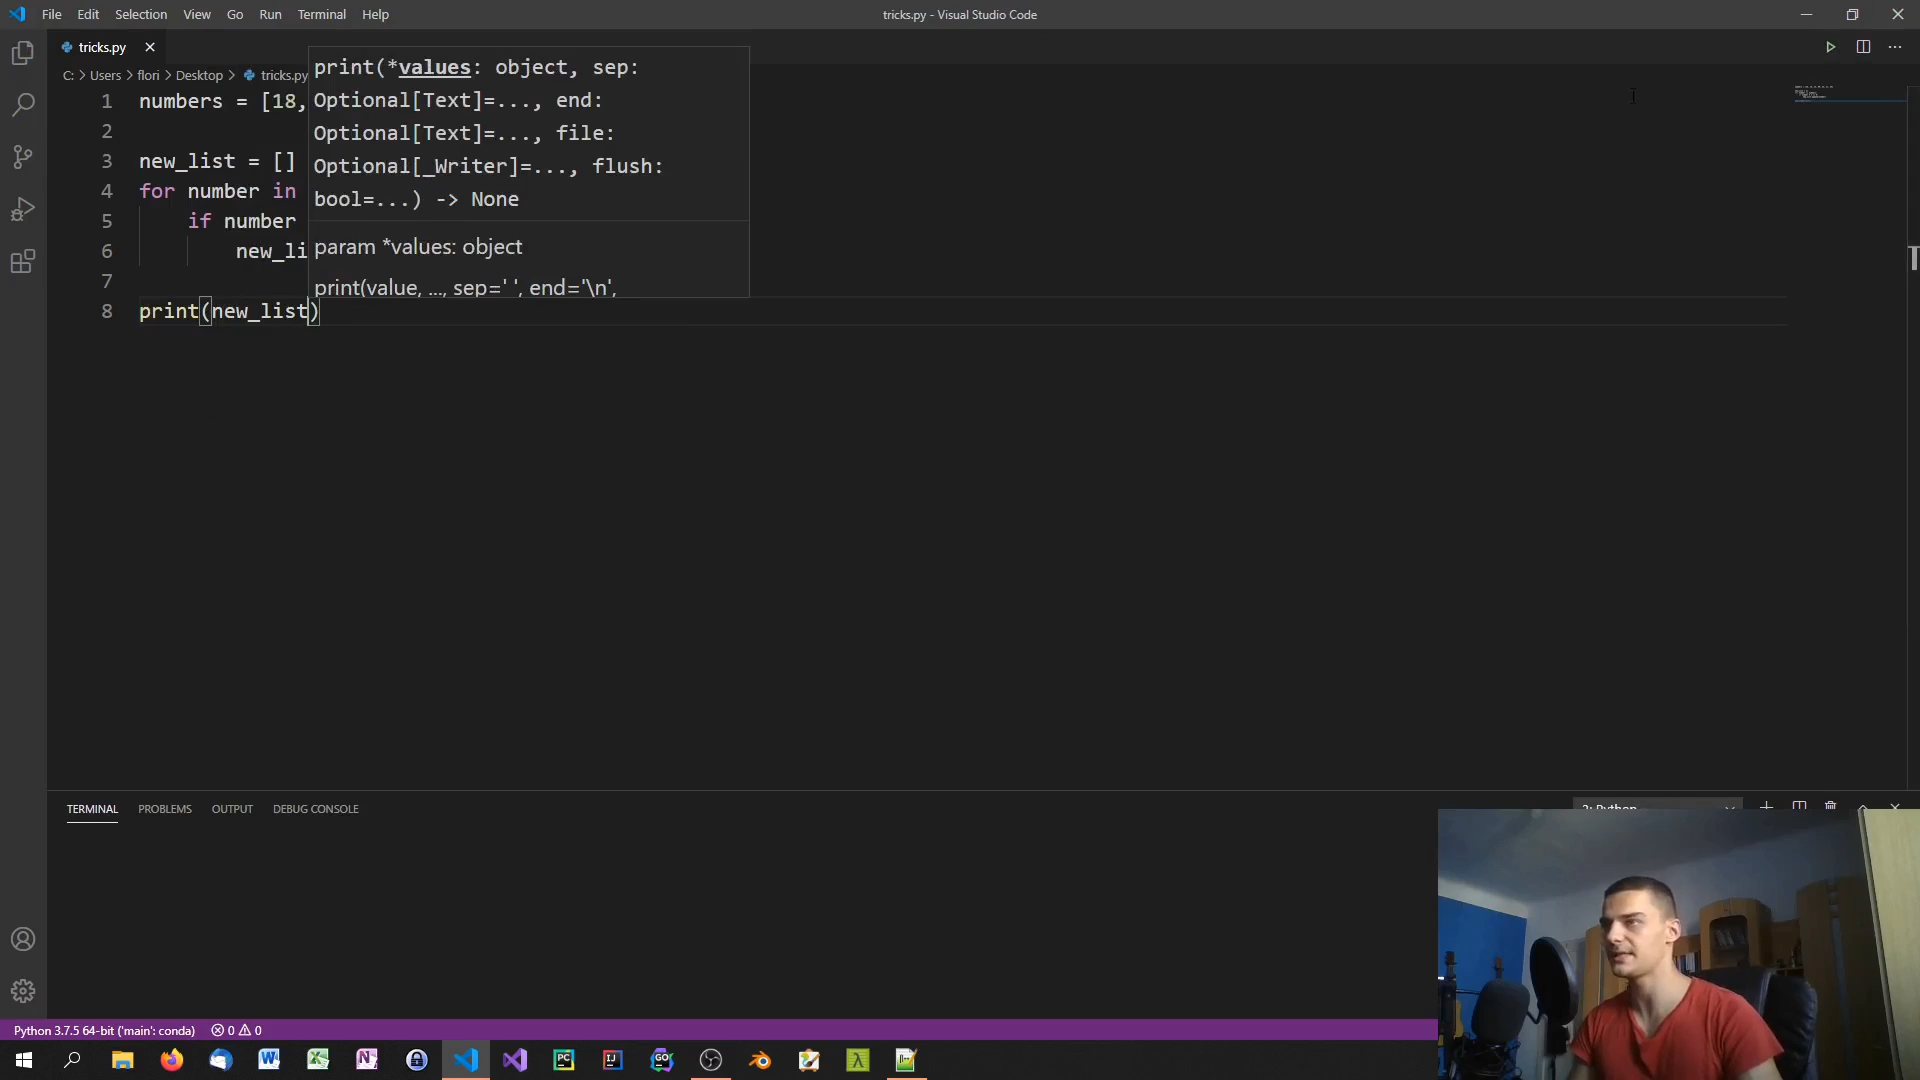 File Edit Selection View Go Run Terminal Help
tricks.py - Visual Studio Code
tricks.py
C: > Users > flori > Desktop > tricks.py
print(*values: object, sep:
Optional[Text]=..., end:
Optional[Text]=..., file:
Optional[_Writer]=..., flush:
bool=...) -> None
param *values: object
print(value, ..., sep=' ', end='\n',
1 numbers = [18,
2
3 new_list = []
4 for number in
5 if number
6 new_li
7
8 print(new_list)
TERMINAL PROBLEMS OUTPUT DEBUG CONSOLE
2: Python
Python 3.7.5 64-bit ('main': conda) 0 0